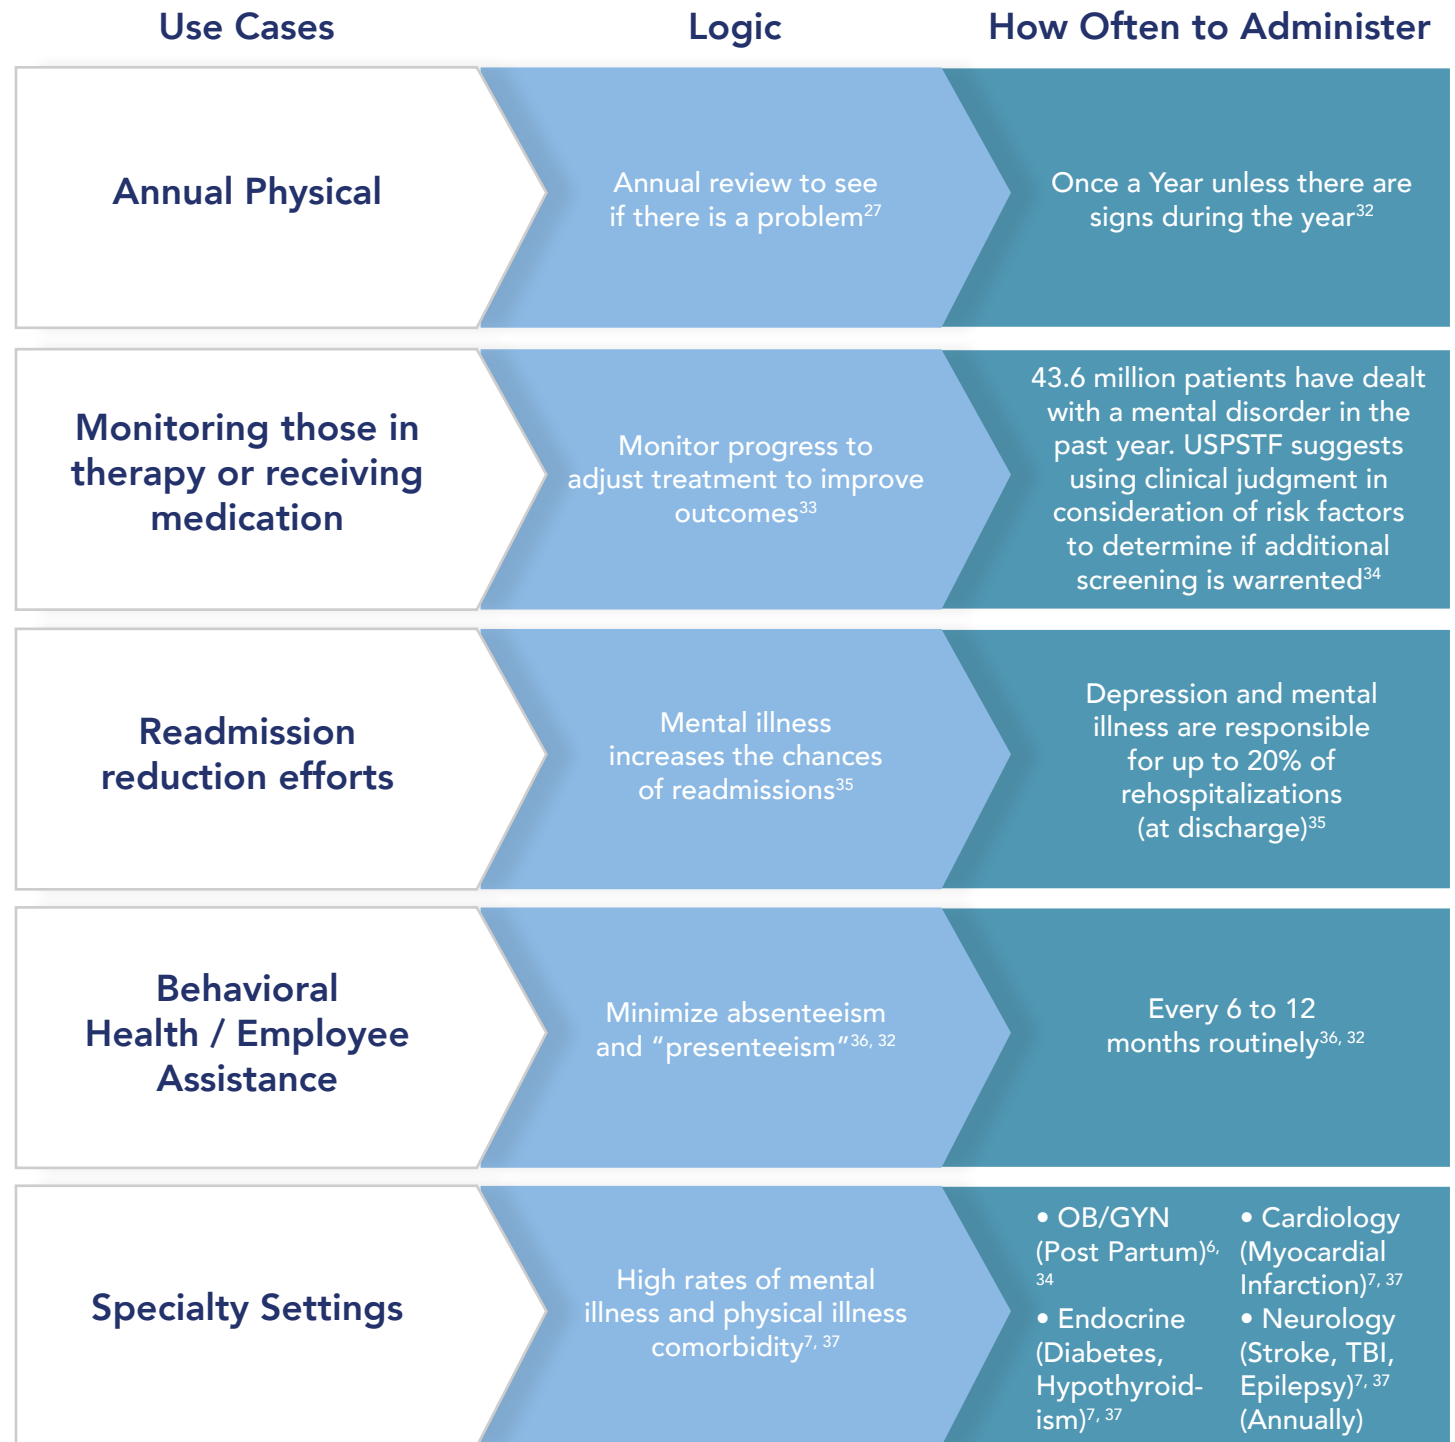 Use Cases
Logic
How Often to Administer
Annual Physical
Annual review to see
if there is a problem27
Once a Year unless there are
signs during the year32
Monitoring those in
therapy or receiving
medication
Monitor progress to
adjust treatment to improve
outcomes33
43.6 million patients have dealt
with a mental disorder in the
past year. USPSTF suggests
using clinical judgment in
consideration of risk factors
to determine if additional
screening is warrented34
Readmission
reduction efforts
Mental illness
increases the chances
of readmissions35
Depression and mental
illness are responsible
for up to 20% of
rehospitalizations
(at discharge)35
Behavioral
Health / Employee
Assistance
Minimize absenteeism
and “presenteeism”36, 32
Every 6 to 12
months routinely36, 32
Specialty Settings
High rates of mental
illness and physical illness
comorbidity7, 37
• OB/GYN
(Post Partum)6,
34
• Endocrine
(Diabetes,
Hypothyroid-
ism)7, 37
• Cardiology
(Myocardial
Infarction)7, 37
• Neurology
(Stroke, TBI,
Epilepsy)7, 37
(Annually)